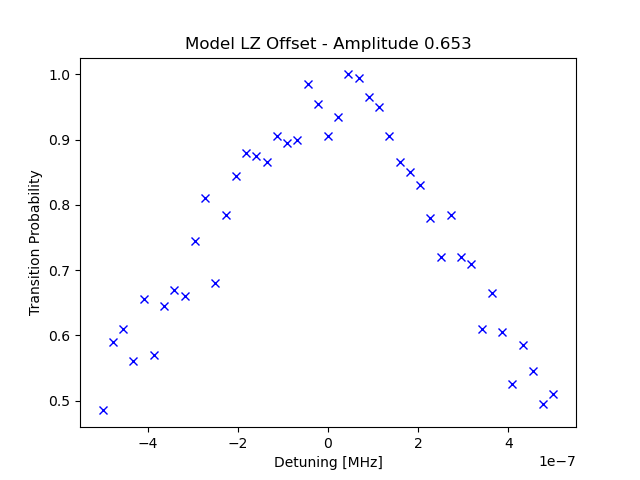 Model LZ Offset - Amplitude 0.653
Transition Probability
1.0
0.9
0.8
0.7
0.6
0.5
−4
−2
0
2
4
1e−7
Detuning [MHz]